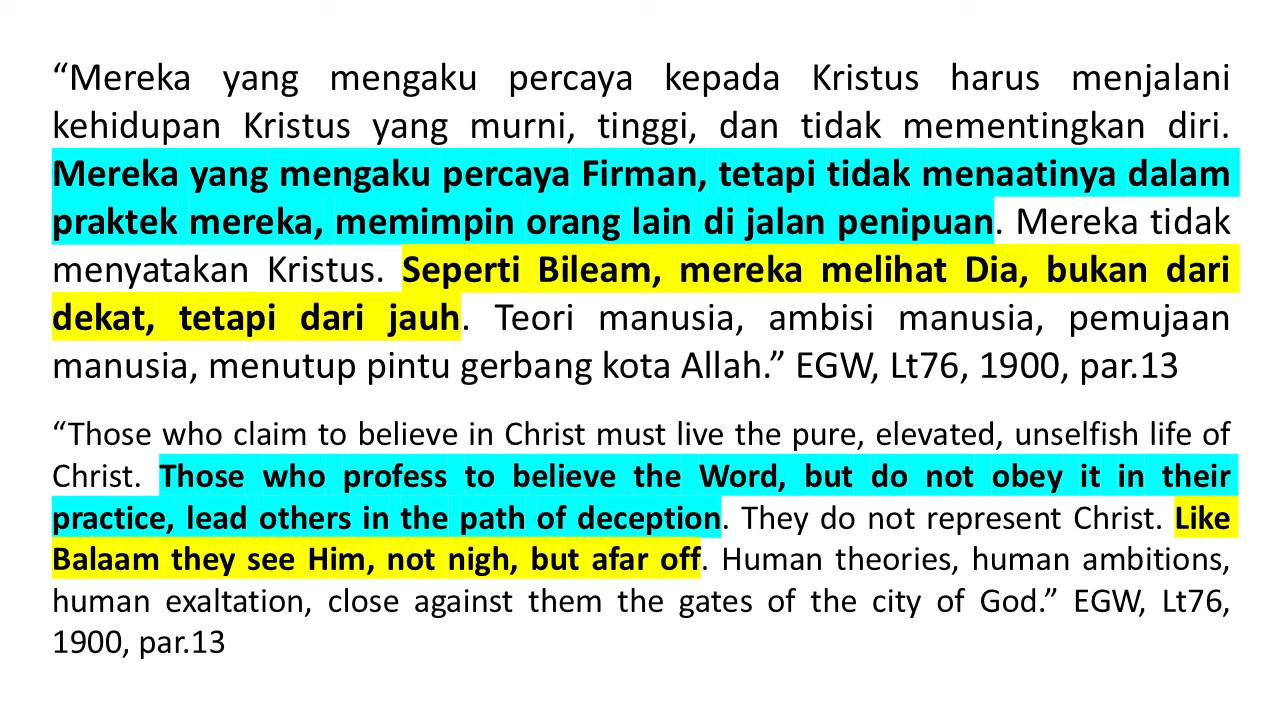 “Mereka yang mengaku percaya kepada Kristus harus menjalani
kehidupan Kristus yang murni, tinggi, dan tidak mementingkan diri.
Mereka yang mengaku percaya Firman, tetapi tidak menaatinya dalam
praktek mereka, memimpin orang lain di jalan penipuan. Mereka tidak
menyatakan Kristus. Seperti Bileam, mereka melihat Dia, bukan dari
dekat, tetapi dari jauh. Teori manusia, ambisi manusia, pemujaan
manusia, menutup pintu gerbang kota Allah.” EGW, Lt76, 1900, par.13
“Those who claim to believe in Christ must live the pure, elevated, unselfish life of
Christ. Those who profess to believe the Word, but do not obey it in their
practice, lead others in the path of deception. They do not represent Christ. Like
Balaam they see Him, not nigh, but afar off. Human theories, human ambitions,
human exaltation, close against them the gates of the city of God.” EGW, Lt76,
1900, par.13